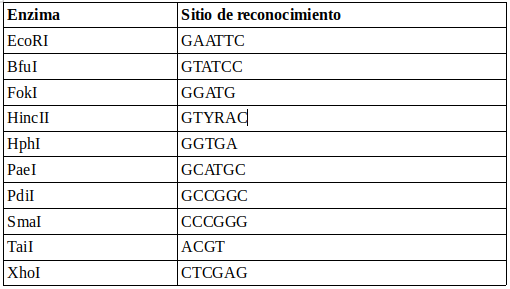 Enzima Sitio de reconocimiento
EcoRI GAATTC
BfuI GTATCC
FokI GGATG
HincII GTYRAC
HphI GGTGA
PaeI GCATGC
PdiI GCCGGC
SmaI CCCGGG
TaiI ACGT
XhoI CTCGAG